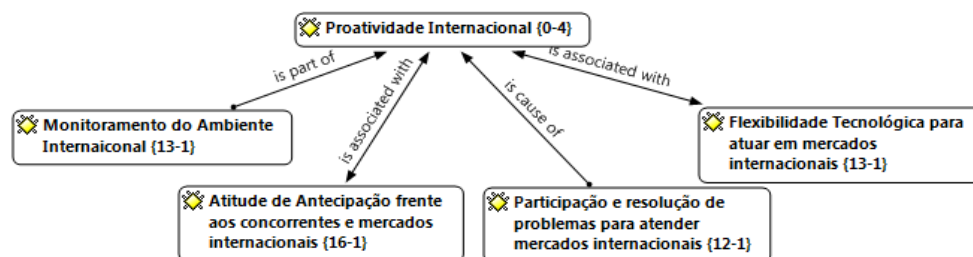 Proatividade Internacional {0-4}
is part of
is associated with
is cause of
is associated with
Monitoramento do Ambiente
Internaiconal {13-1}
Flexibilidade Tecnológica para
atuar em mercados
internacionais {13-1}
Atitude de Antecipação frente
aos concorrentes e mercados
internacionais {16-1}
Participação e resolução de
problemas para atender
mercados internacionais {12-1}